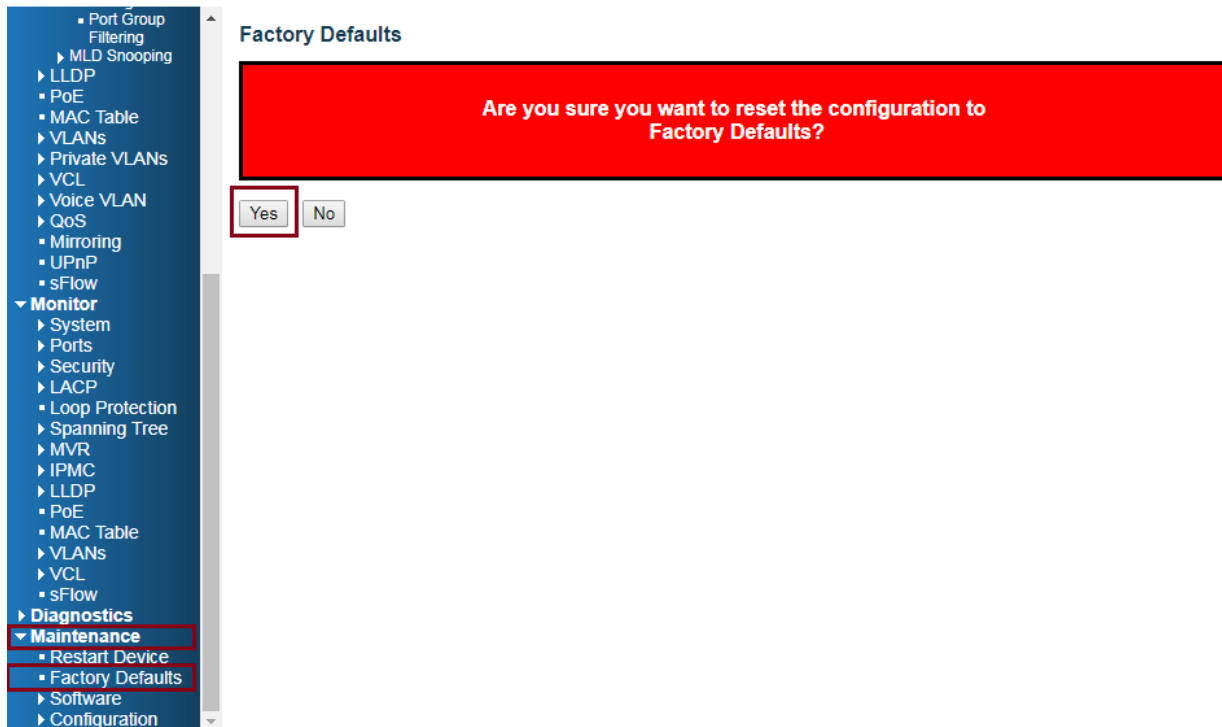 Port Group
Filtering
MLD Snooping
LLDP
PoE
MAC Table
VLANs
Private VLANs
VCL
Voice VLAN
QoS
Mirroring
UPnP
sFlow
Monitor
System
Ports
Security
LACP
Loop Protection
Spanning Tree
MVR
IPMC
LLDP
PoE
MAC Table
VLANs
VCL
sFlow
Diagnostics
Maintenance
Restart Device
Factory Defaults
Software
Configuration
Factory Defaults
Are you sure you want to reset the configuration to
Factory Defaults?
Yes No